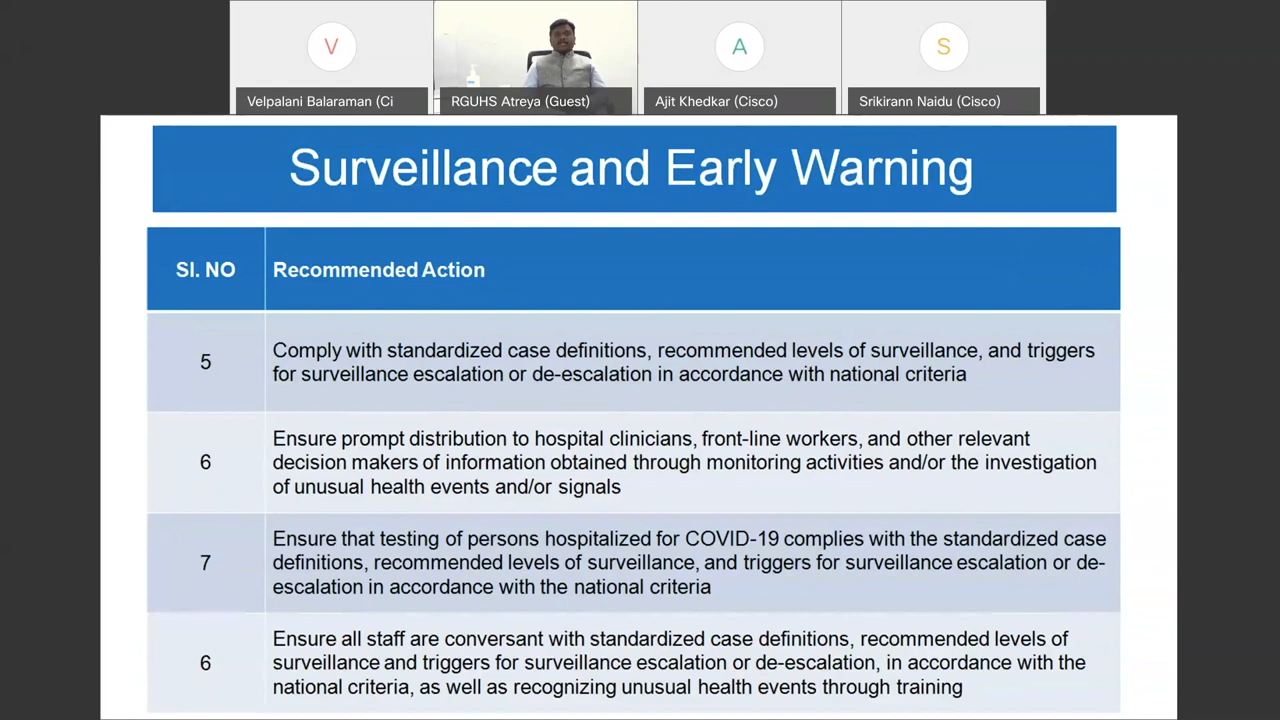 V
A
S
Velpalani Balaraman (Ci
RGUHS Atreya (Guest)
Ajit Khedkar (Cisco)
Srikirann Naidu (Cisco)
Surveillance and Early Warning
SI. NO
Recommended Action
5
Comply with standardized case definitions, recommended levels of surveillance, and triggers
for surveillance escalation or de-escalation in accordance with national criteria
6
Ensure prompt distribution to hospital clinicians, front-line workers, and other relevant
decision makers of information obtained through monitoring activities and/or the investigation
of unusual health events and/or signals
7
Ensure that testing of persons hospitalized for COVID-19 complies with the standardized case
definitions, recommended levels of surveillance, and triggers for surveillance escalation or de-
escalation in accordance with the national criteria
6
Ensure all staff are conversant with standardized case definitions, recommended levels of
surveillance and triggers for surveillance escalation or de-escalation, in accordance with the
national criteria, as well as recognizing unusual health events through training